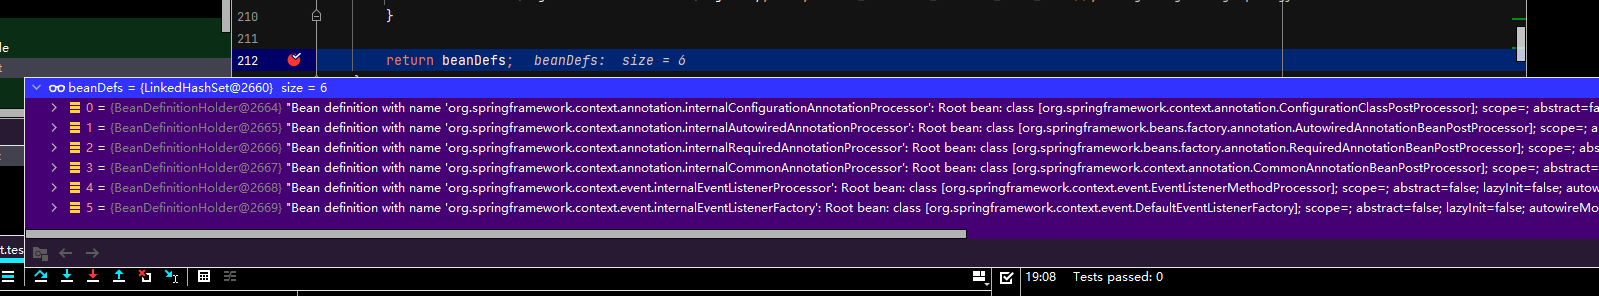 210 }
211
le
212 return beanDefs; beanDefs: size = 6
beanDefs = {LinkedHashSet@2660} size = 6
0 = {BeanDefinitionHolder@2664} "Bean definition with name 'org.springframework.context.annotation.internalConfigurationAnnotationProcessor': Root bean: class [org.springframework.context.annotation.ConfigurationClassPostProcessor]; scope=; abstract=fa
1 = {BeanDefinitionHolder@2665} "Bean definition with name 'org.springframework.context.annotation.internalAutowiredAnnotationProcessor': Root bean: class [org.springframework.beans.factory.annotation.AutowiredAnnotationBeanPostProcessor]; scope=; a
2 = {BeanDefinitionHolder@2666} "Bean definition with name 'org.springframework.context.annotation.internalRequiredAnnotationProcessor': Root bean: class [org.springframework.beans.factory.annotation.RequiredAnnotationBeanPostProcessor]; scope=; abs
3 = {BeanDefinitionHolder@2667} "Bean definition with name 'org.springframework.context.annotation.internalCommonAnnotationProcessor': Root bean: class [org.springframework.context.annotation.CommonAnnotationBeanPostProcessor]; scope=; abstract=
4 = {BeanDefinitionHolder@2668} "Bean definition with name 'org.springframework.context.event.internalEventListenerProcessor': Root bean: class [org.springframework.context.event.EventListenerMethodProcessor]; scope=; abstract=false; lazyInit=false; autow
5 = {BeanDefinitionHolder@2669} "Bean definition with name 'org.springframework.context.event.internalEventListenerFactory': Root bean: class [org.springframework.context.event.DefaultEventListenerFactory]; scope=; abstract=false; lazyInit=false; autowireMo
t.tes
19:08 Tests passed: 0